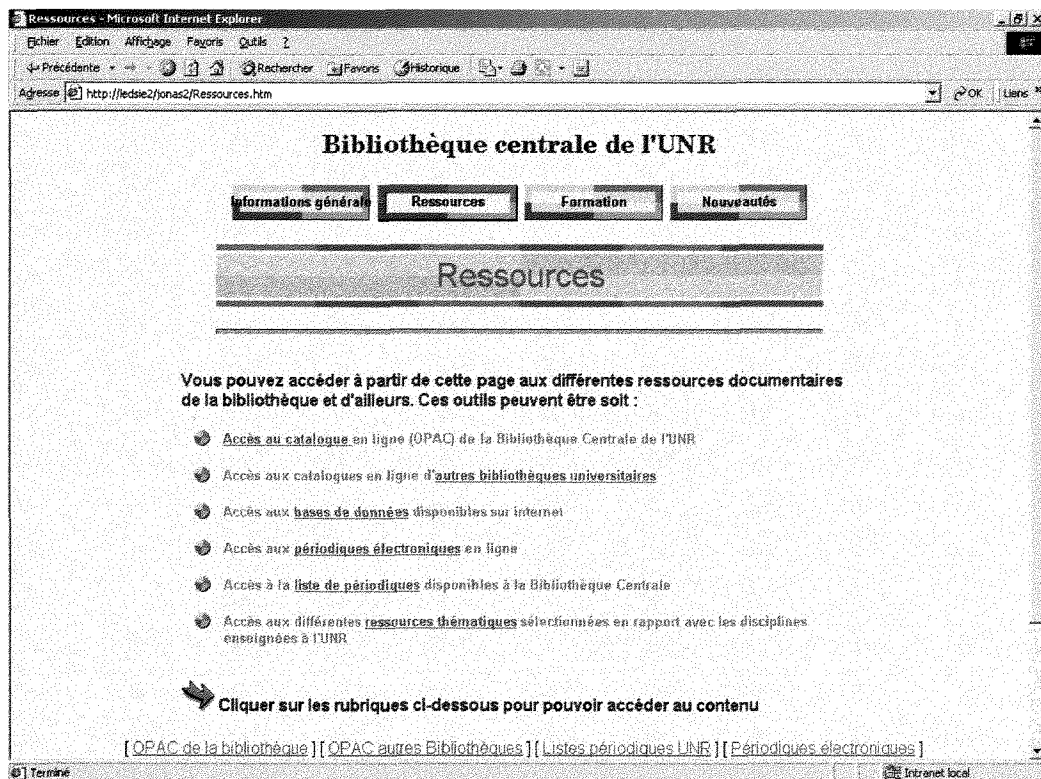 Ressources - Microsoft Internet Explorer
Fichier Edition Affichage Favoris Outils ?
Précédente Rechercher Favoris Historique
Adresse http://ledsie2/jonas2/Ressources.htm OK Liens
Bibliothèque centrale de l'UNR
Informations générale Ressources Formation Nouveautés
Ressources
Vous pouvez accéder à partir de cette page aux différentes ressources documentaires
de la bibliothèque et d'ailleurs. Ces outils peuvent être soit :
Accès au catalogue en ligne (OPAC) de la Bibliothèque Centrale de l'UNR
Accès aux catalogues en ligne d'autres bibliothèques universitaires
Accès aux bases de données disponibles sur internet
Accès aux périodiques électroniques en ligne
Accès à la liste de périodiques disponibles à la Bibliothèque Centrale
Accès aux différentes ressources thématiques sélectionnées en rapport avec les disciplines
enseignées à l'UNR
Cliquer sur les rubriques ci-dessous pour pouvoir accéder au contenu
[ OPAC de la bibliothèque ] [ OPAC autres Bibliothèques ] [ Listes périodiques UNR ] [ Périodiques électroniques ]
Terminé Intranet local